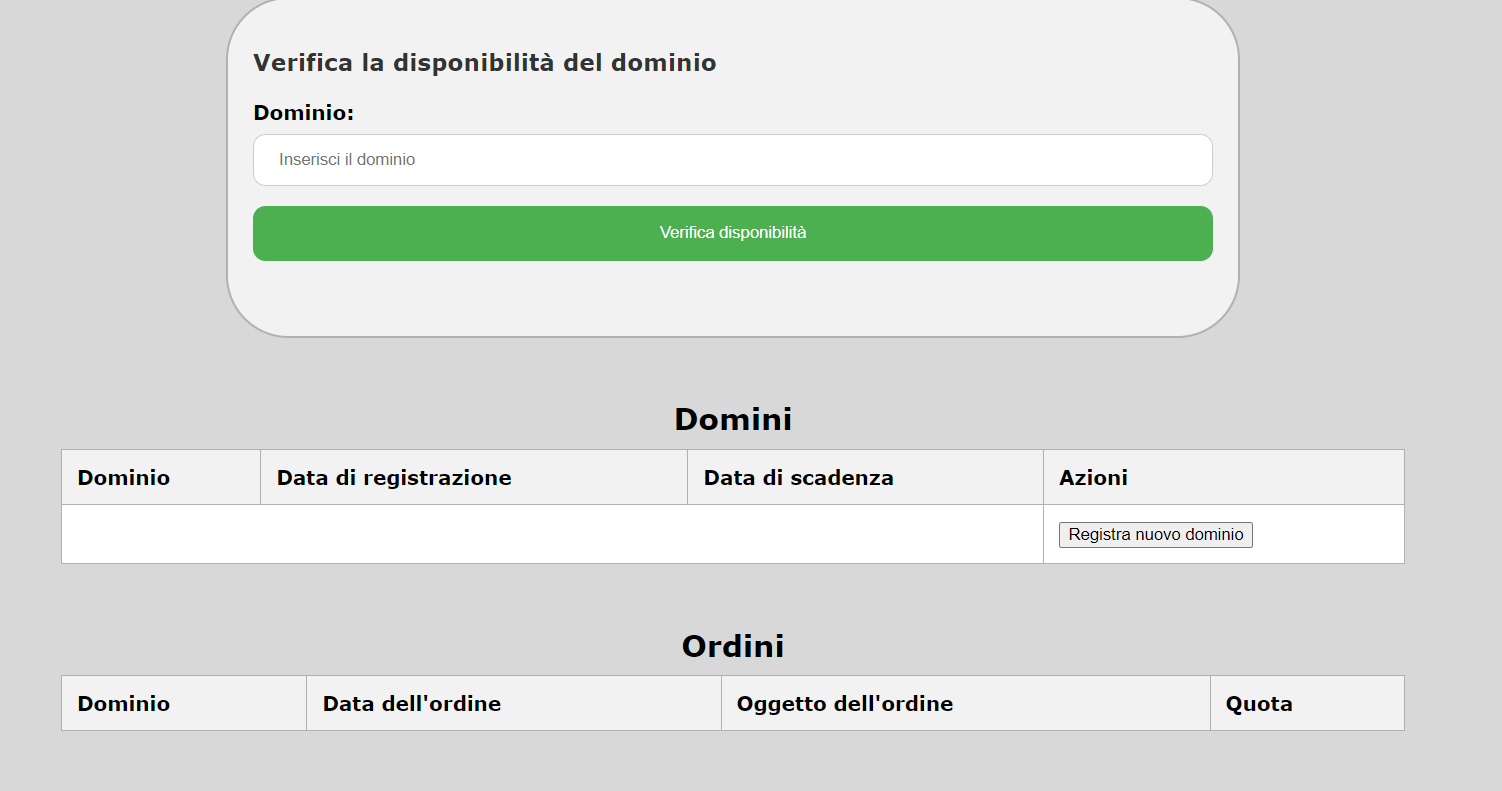 Verifica la disponibilità del dominio
Dominio:
Inserisci il dominio
Verifica disponibilità
Domini
Dominio Data di registrazione Data di scadenza Azioni
Registra nuovo dominio
Ordini
Dominio Data dell'ordine Oggetto dell'ordine Quota